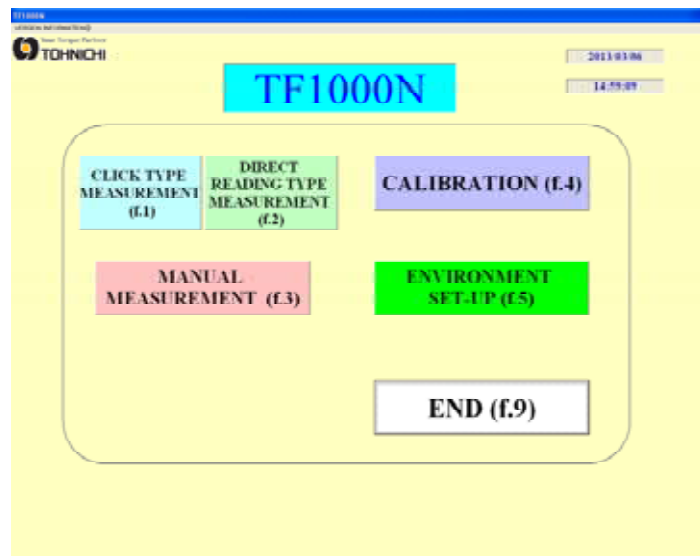 TF1000N
TOHNICHI
2013/03/06
TF1000N
14:59:09
CLICK TYPE
MEASUREMENT
(f.1)
DIRECT
READING TYPE
MEASUREMENT
(f.2)
CALIBRATION (f.4)
MANUAL
MEASUREMENT (f.3)
ENVIRONMENT
SET-UP (f.5)
END (f.9)